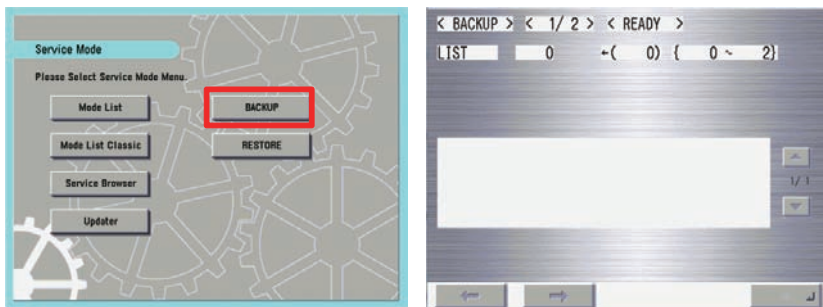 Service Mode
Please Select Service Mode Menu.
Mode List
BACKUP
Mode List Classic
RESTORE
Service Browser
Updater
< BACKUP > < 1/ 2 > < READY >
LIST 0 ←( 0) { 0 ~ 2}
1/ 1